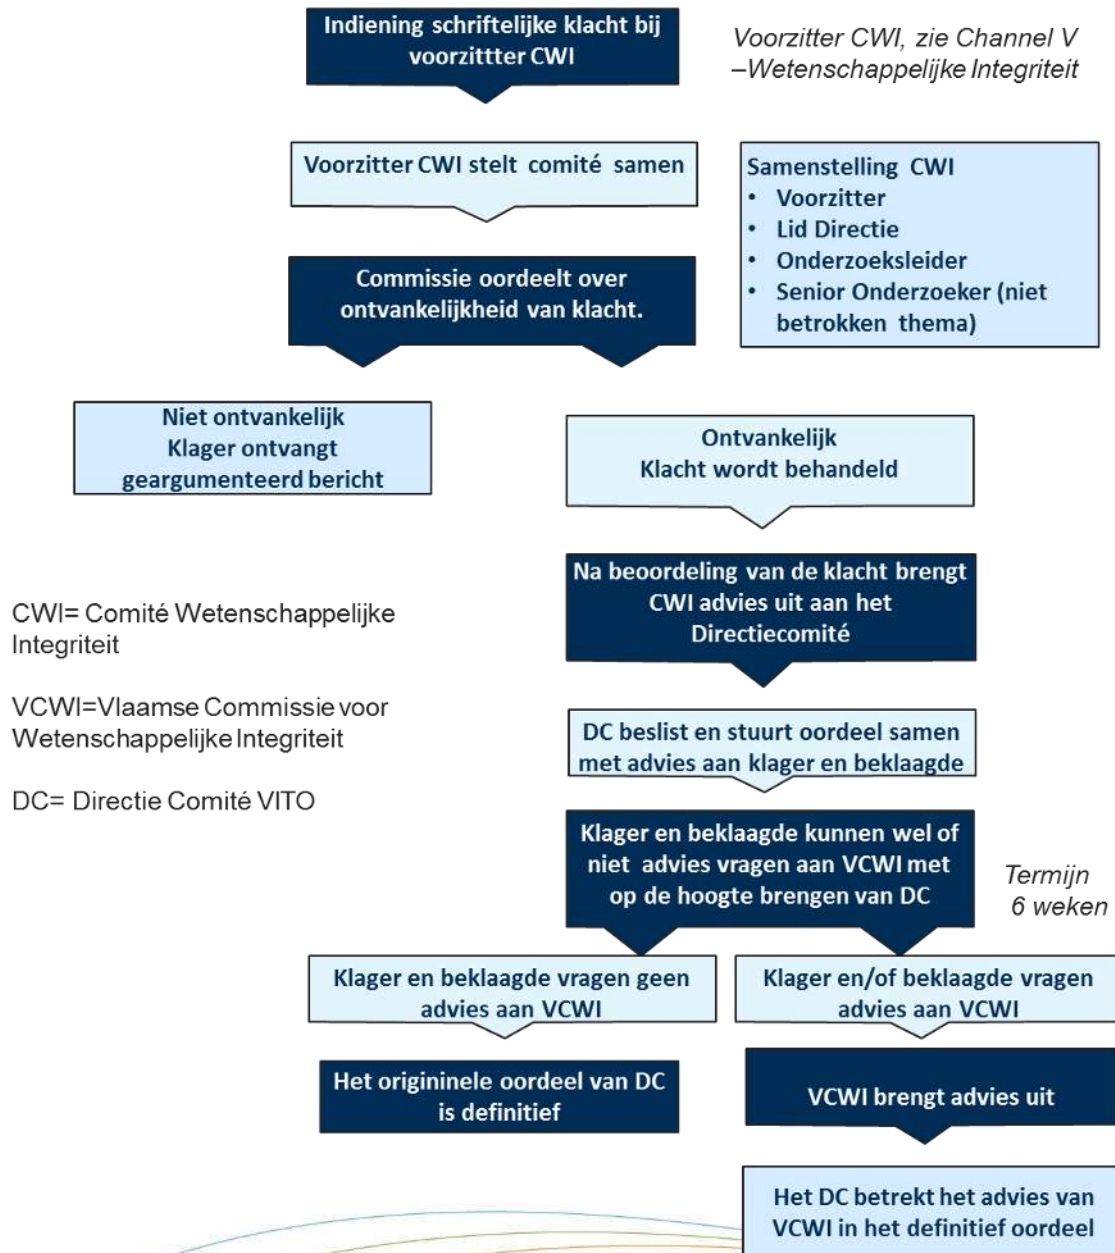 Indiening schriftelijke klacht bij
voorzittter CWI
Voorzitter CWI, zie Channel V
–Wetenschappelijke Integriteit
Voorzitter CWI stelt comité samen
Samenstelling CWI
• Voorzitter
• Lid Directie
• Onderzoeksleider
• Senior Onderzoeker (niet
betrokken thema)
Commissie oordeelt over
ontvankelijkheid van klacht.
Niet ontvankelijk
Klager ontvangt
geargumenteerd bericht
Ontvankelijk
Klacht wordt behandeld
Na beoordeling van de klacht brengt
CWI advies uit aan het
Directiecomité
CWI= Comité Wetenschappelijke
Integriteit
VCWI=Vlaamse Commissie voor
Wetenschappelijke Integriteit
DC= Directie Comité VITO
DC beslist en stuurt oordeel samen
met advies aan klager en beklaagde
Klager en beklaagde kunnen wel of
niet advies vragen aan VCWI met
op de hoogte brengen van DC
Termijn
6 weken
Klager en beklaagde vragen geen
advies aan VCWI
Klager en/of beklaagde vragen
advies aan VCWI
Het origininele oordeel van DC
is definitief
VCWI brengt advies uit
Het DC betrekt het advies van
VCWI in het definitief oordeel